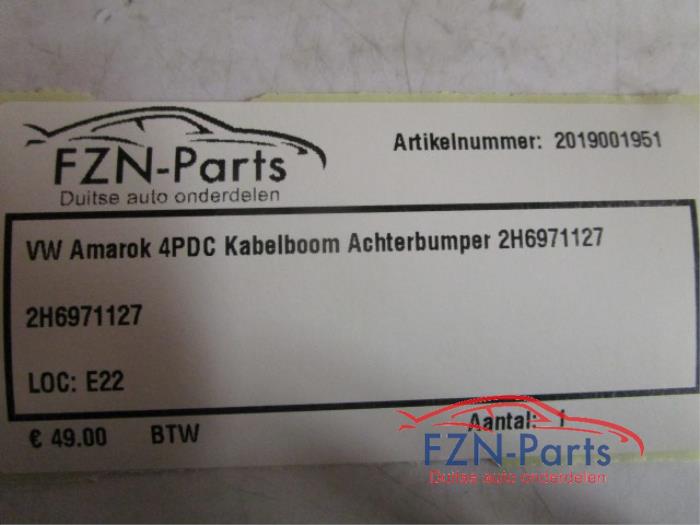 FZN-Parts
Duitse auto onderdelen
Artikelnummer: 2019001951
VW Amarok 4PDC Kabelboom Achterbumper 2H6971127
2H6971127
LOC: E22
€ 49.00 BTW
Aantal: 1
FZN-Parts
Duitse auto onderdelen